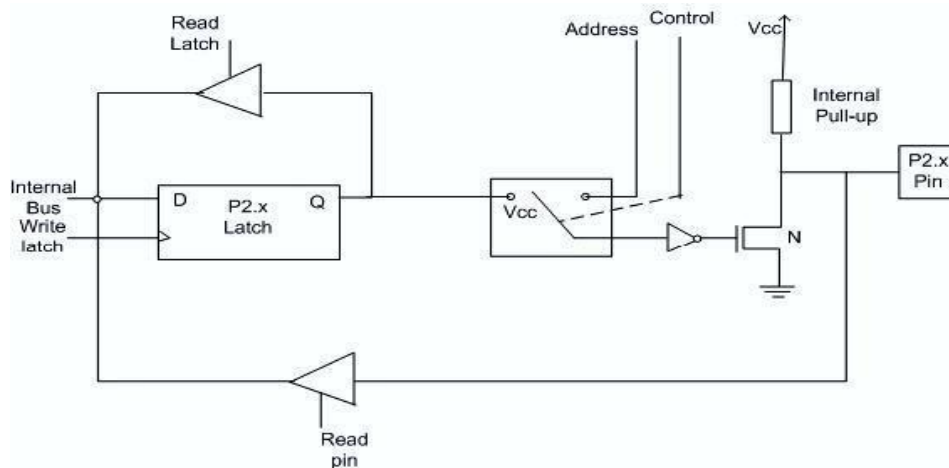 Read
Latch
Address
Control
Vcc
Internal
Pull-up
P2.x
Pin
Internal
Bus
Write
latch
D
P2.x
Latch
Q
Vcc
N
Read
pin